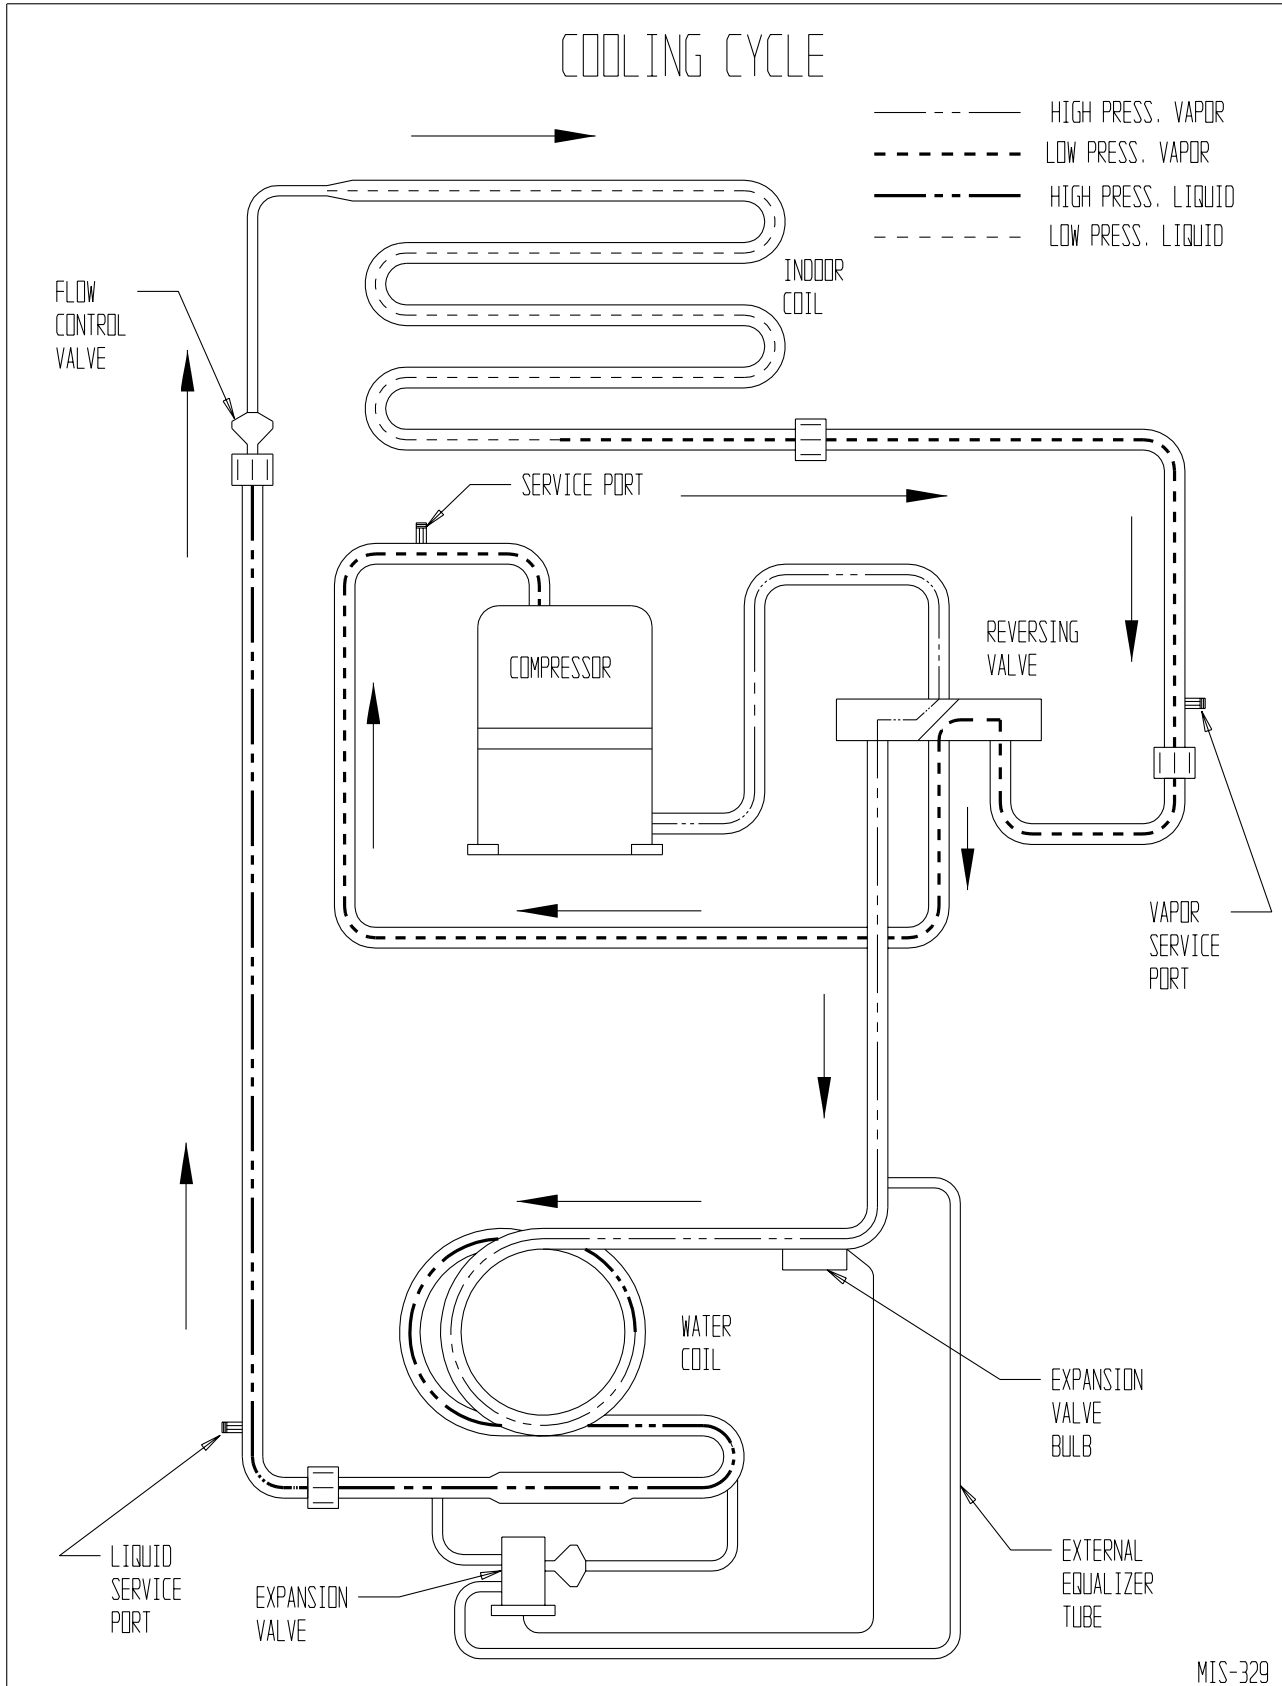 COOLING CYCLE
HIGH PRESS. VAPOR
LOW PRESS. VAPOR
HIGH PRESS. LIQUID
LOW PRESS. LIQUID
INDOOR
COIL
FLOW
CONTROL
VALVE
SERVICE PORT
COMPRESSOR
REVERSING
VALVE
VAPOR
SERVICE
PORT
WATER
COIL
EXPANSION
VALVE
BULB
LIQUID
SERVICE
PORT
EXPANSION
VALVE
EXTERNAL
EQUALIZER
TUBE
MIS-329